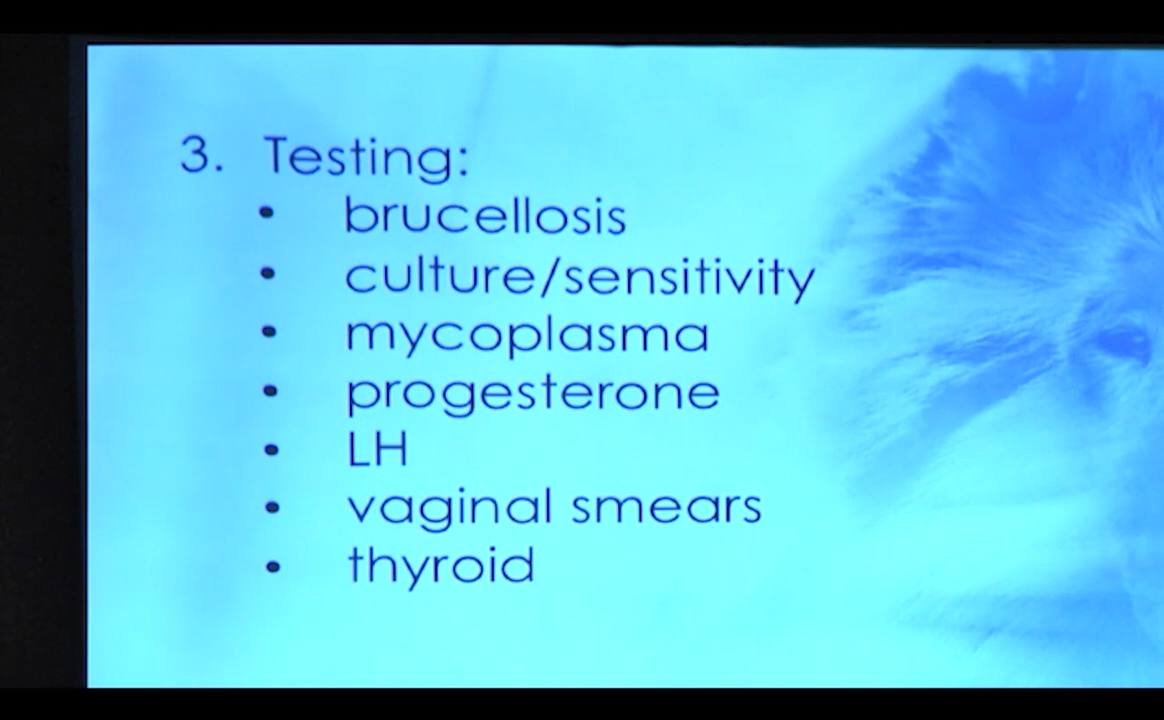 3. Testing:
• brucellosis
• culture/sensitivity
• mycoplasma
• progesterone
• LH
• vaginal smears
• thyroid